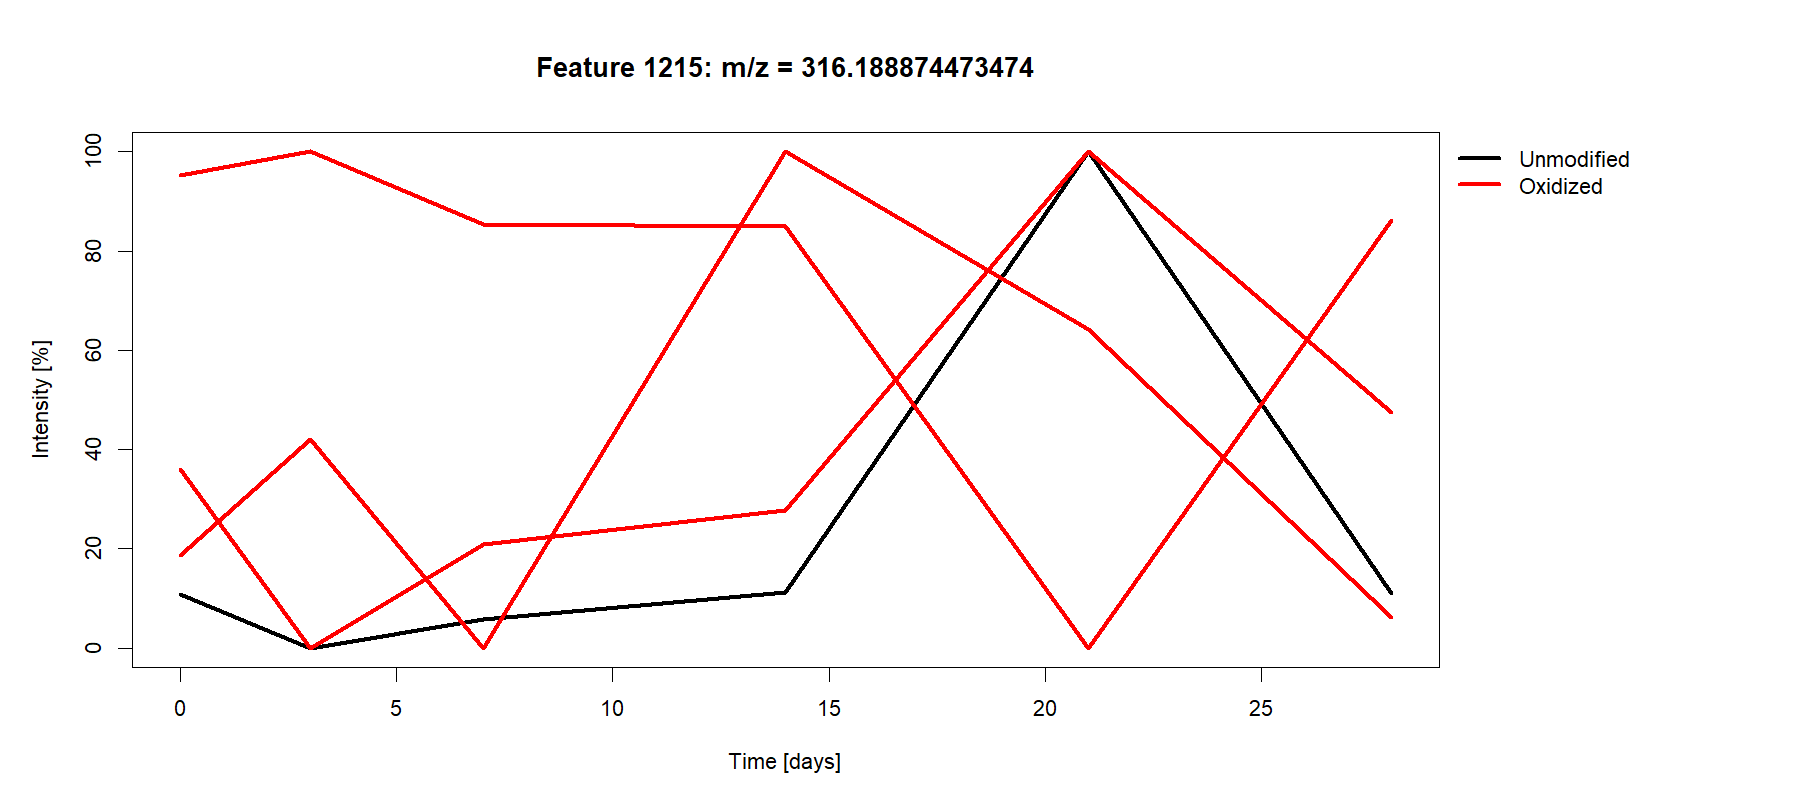 Feature 1215: m/z = 316.188874473474
Unmodified
Oxidized
Intensity [%]
100
80
60
40
20
0
0 5 10 15 20 25
Time [days]